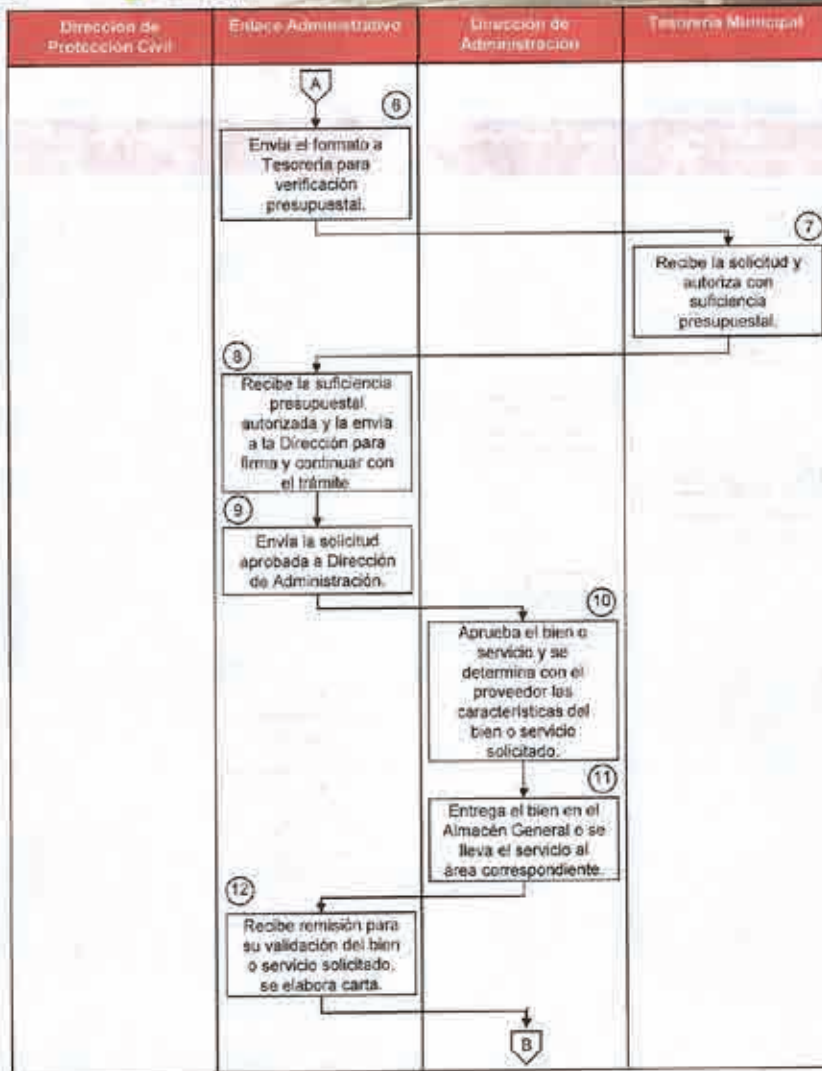 Dirección de
Protección Civil
Enlace Administrativo
Dirección de
Administración
Tesorería Municipal
A
6
Envía el formato a
Tesorería para
verificación
presupuestal.
7
Recibe la solicitud y
autoriza con
suficiencia
presupuestal.
8
Recibe la suficiencia
presupuestal
autorizada y la envía
a la Dirección para
firma y continuar con
el trámite
9
Envía la solicitud
aprobada a Dirección
de Administración.
10
Aprueba el bien o
servicio y se
determina con el
proveedor las
características del
bien o servicio
solicitado.
11
Entrega el bien en el
Almacén General o se
lleva el servicio al
área correspondiente.
12
Recibe remisión para
su validación del bien
o servicio solicitado,
se elabora carta.
B